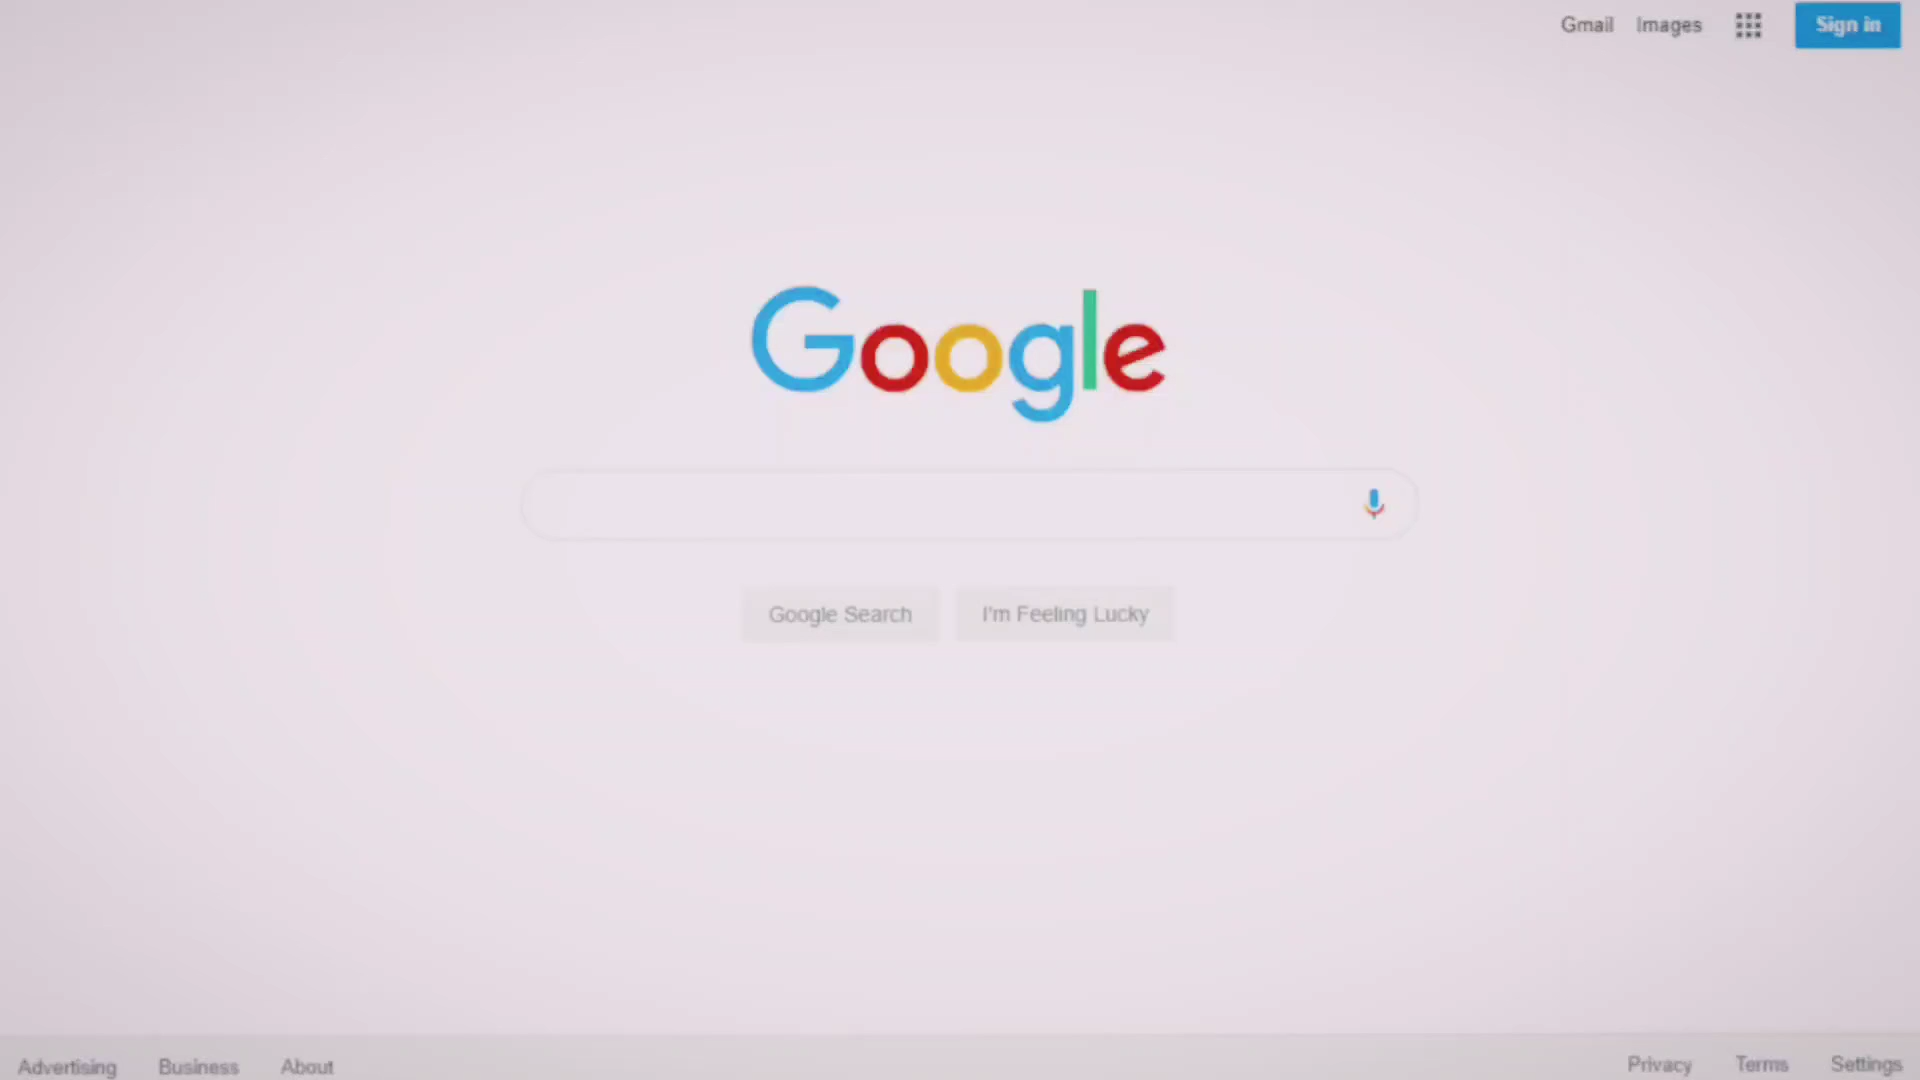 Gmail Images Sign in
Google
Google Search I'm Feeling Lucky
Advertising Business About Privacy Terms Settings